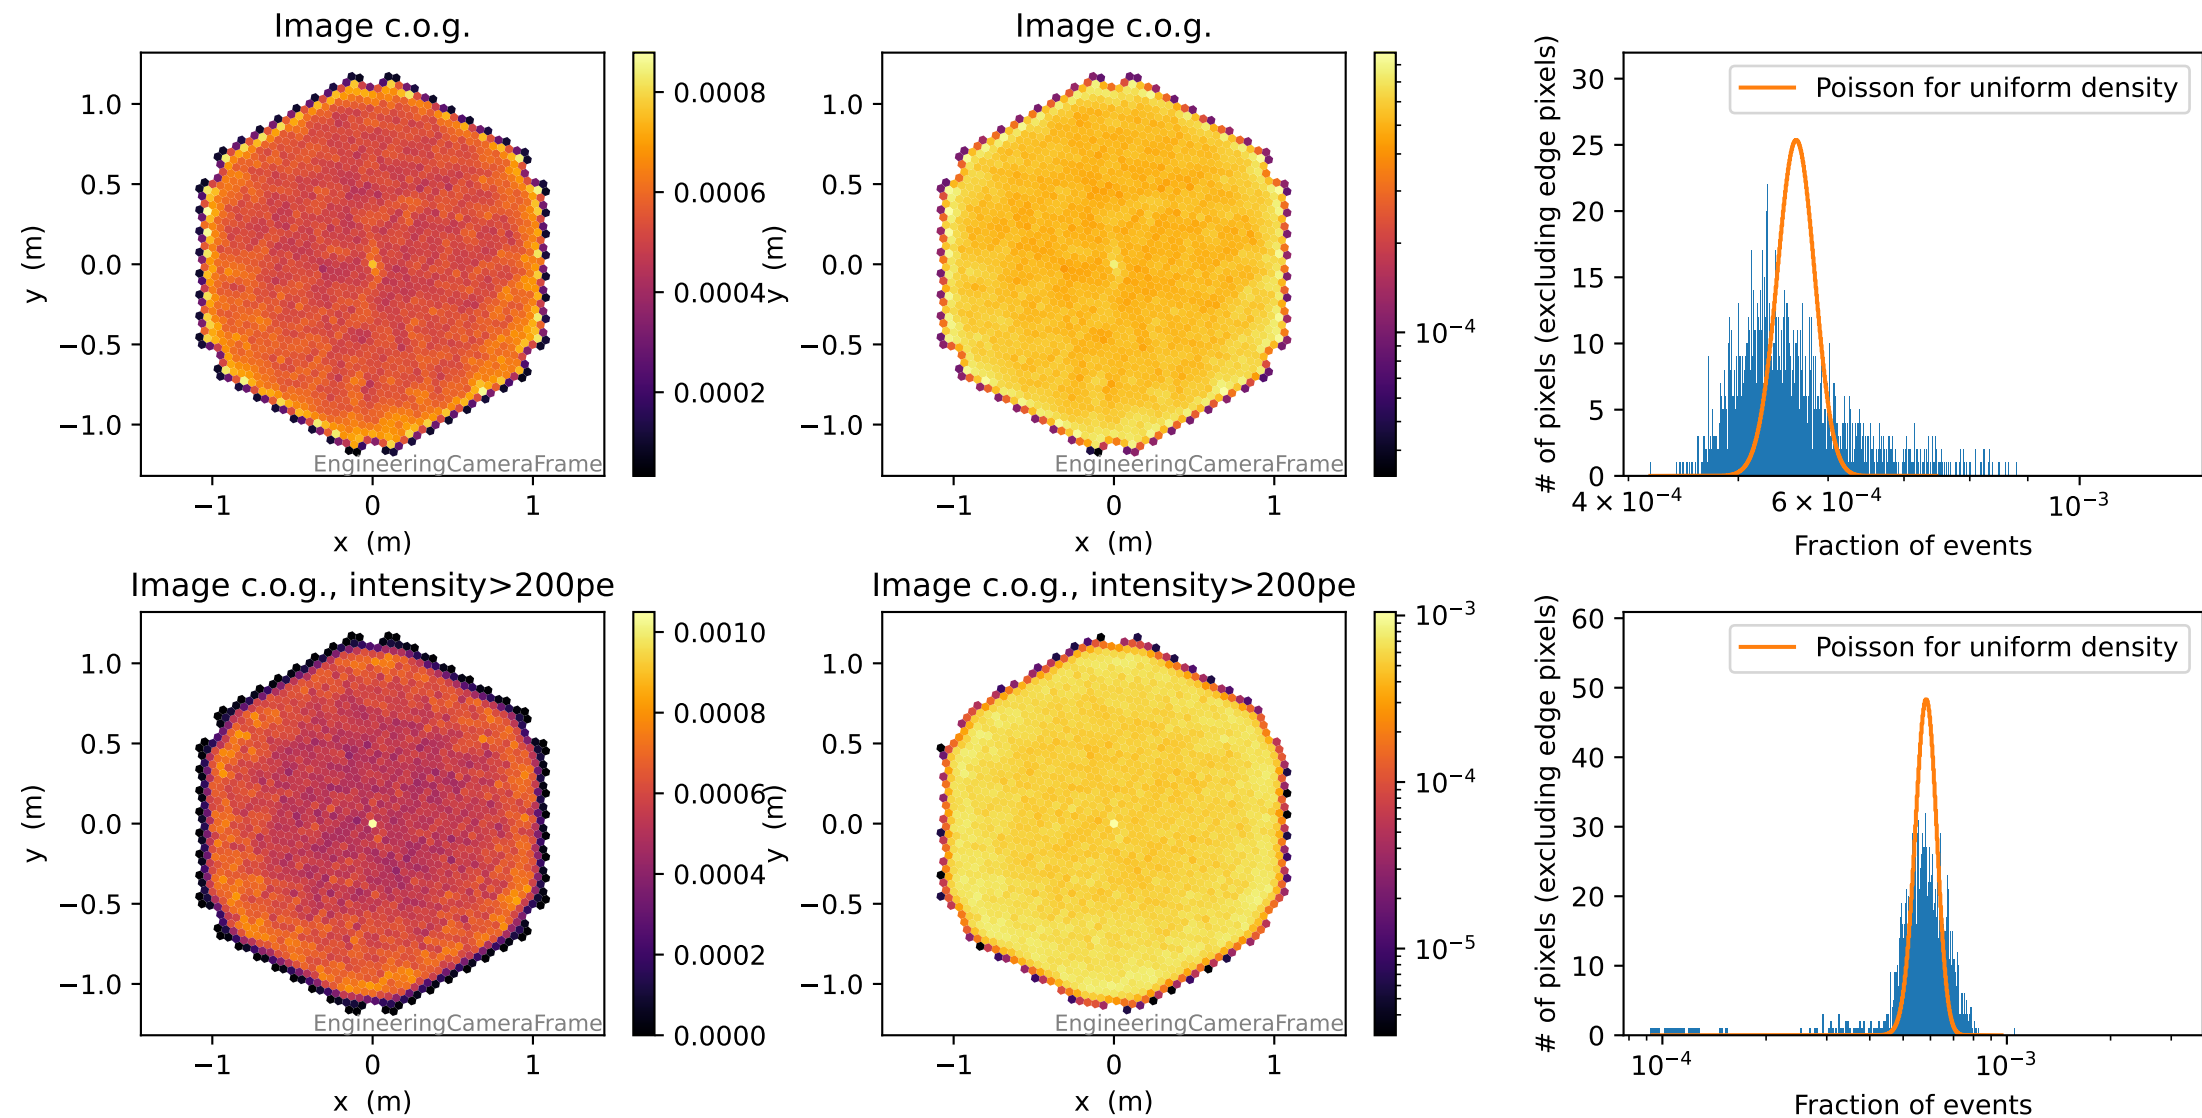 Image c.o.g.
1.0
0.5
0.0
−0.5
−1.0
y (m)
−1
0
1
x (m)
EngineeringCameraFrame
0.0008
0.0006
0.0004
0.0002
Image c.o.g.
1.0
0.5
0.0
−0.5
−1.0
y (m)
−1
0
1
x (m)
EngineeringCameraFrame
10⁻⁴
# of pixels (excluding edge pixels)
30
25
20
15
10
5
0
Poisson for uniform density
4 × 10⁻⁴
6 × 10⁻⁴
10⁻³
Fraction of events
Image c.o.g., intensity>200pe
1.0
0.5
0.0
−0.5
−1.0
y (m)
−1
0
1
x (m)
EngineeringCameraFrame
0.0010
0.0008
0.0006
0.0004
0.0002
0.0000
Image c.o.g., intensity>200pe
1.0
0.5
0.0
−0.5
−1.0
y (m)
−1
0
1
x (m)
EngineeringCameraFrame
10⁻³
10⁻⁴
10⁻⁵
# of pixels (excluding edge pixels)
60
50
40
30
20
10
0
Poisson for uniform density
10⁻⁴
10⁻³
Fraction of events